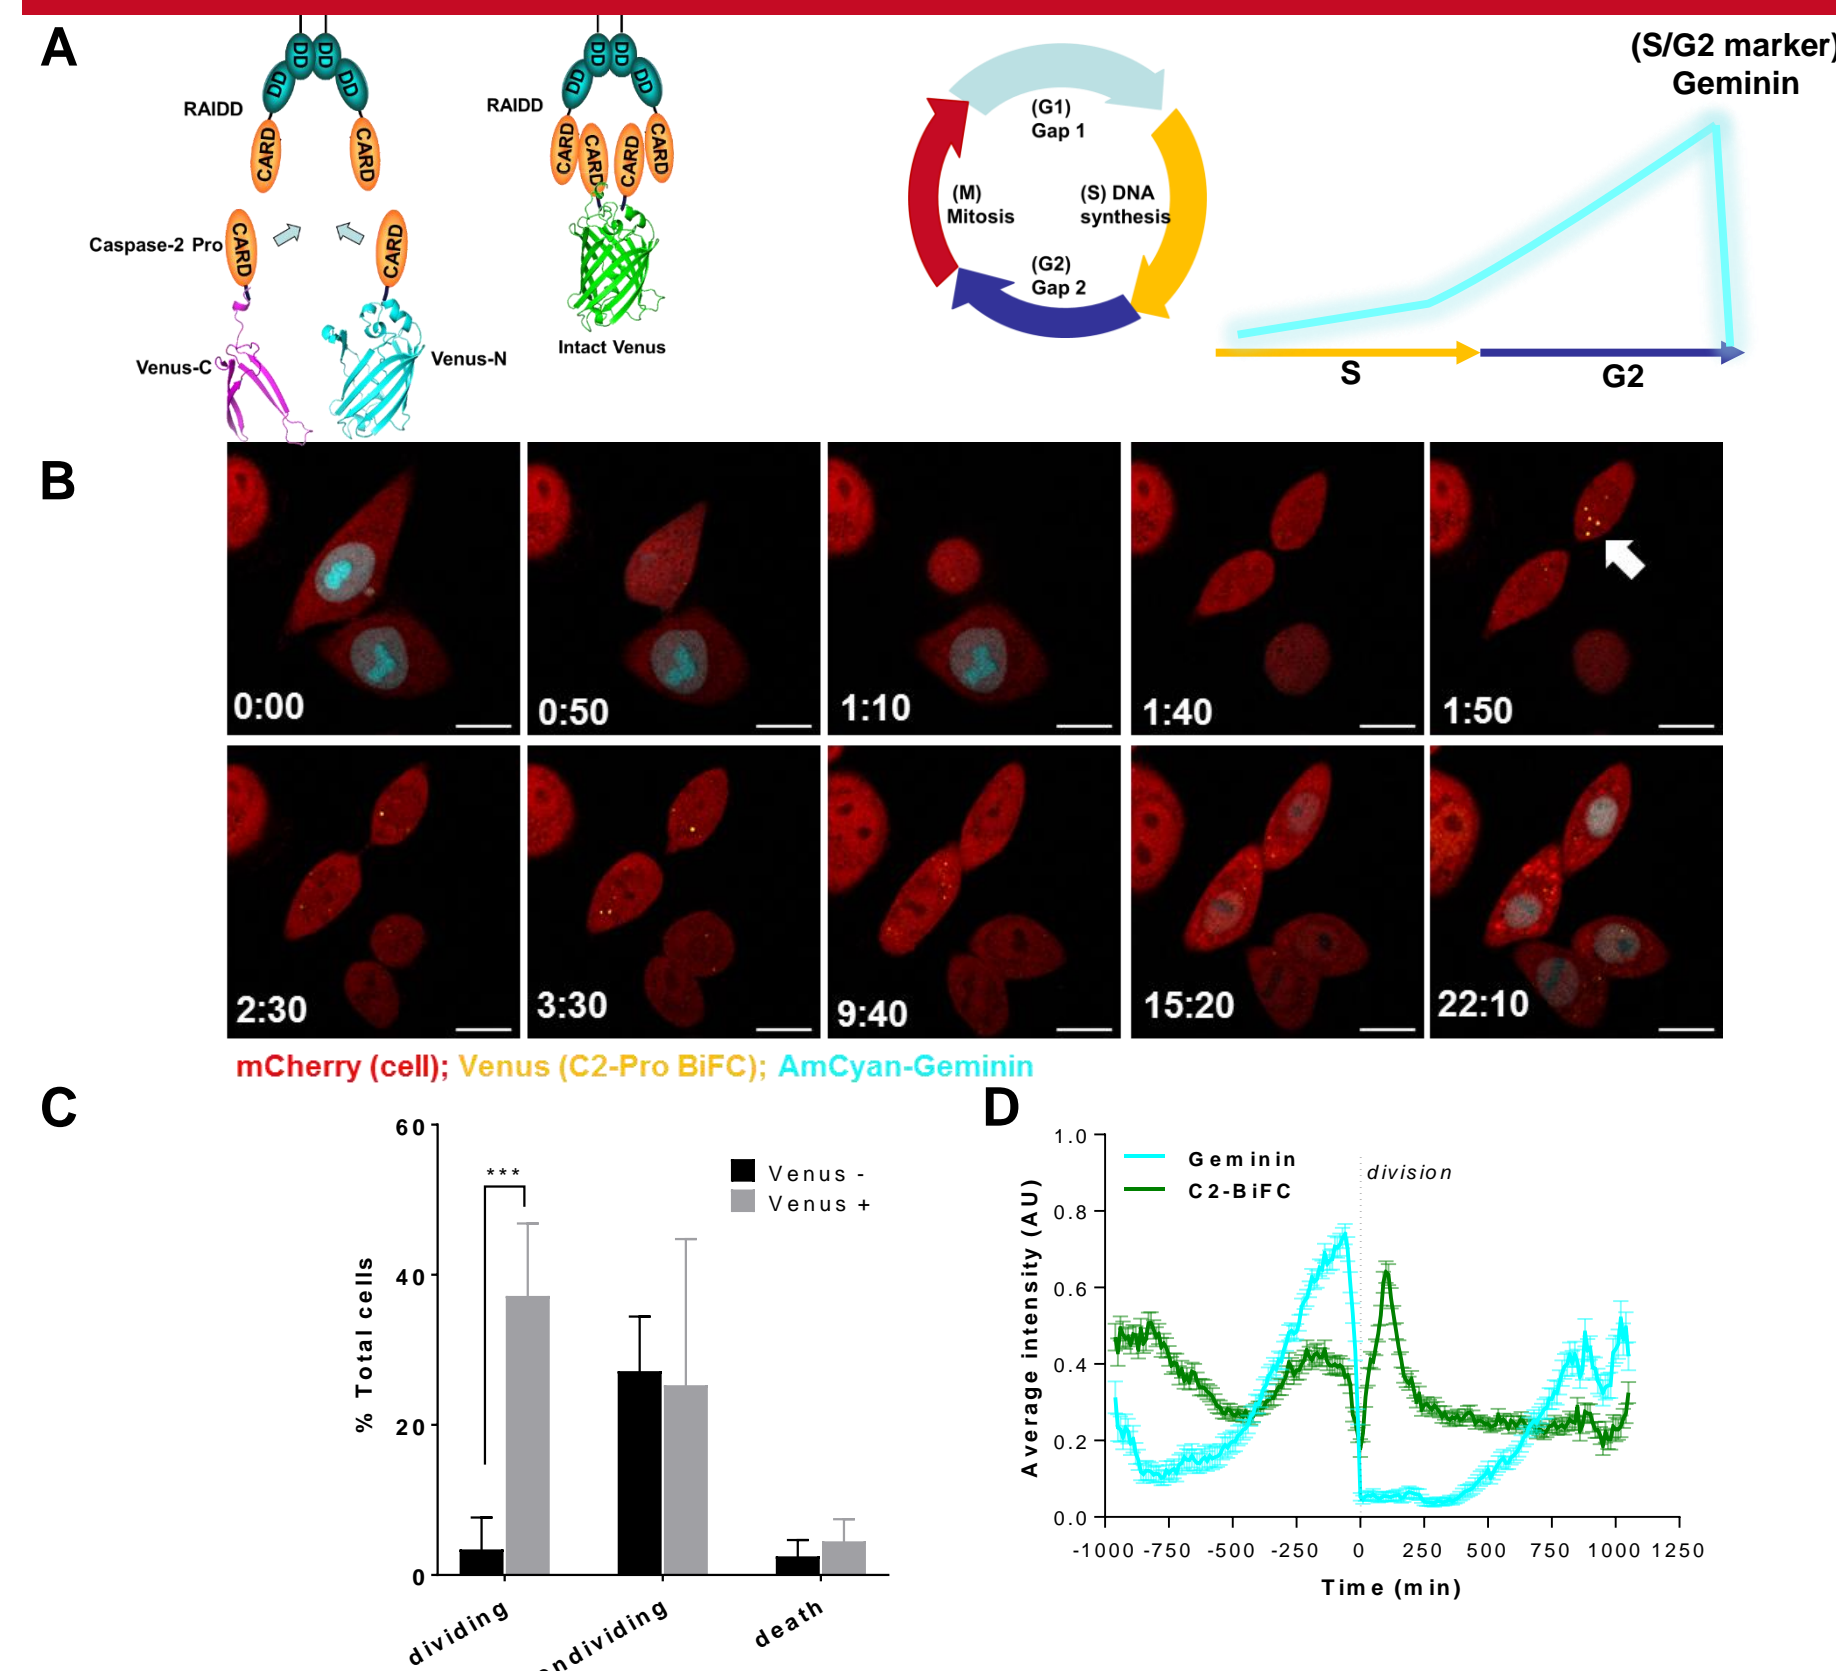 A
DD DD
DD DD
RAIDD
CARD CARD
Caspase-2 Pro
CARD CARD
Venus-C
Venus-N
DD DD
DD DD
RAIDD
CARD CARD CARD CARD
Intact Venus
(G1)
Gap 1
(M)
Mitosis
(S) DNA
synthesis
(G2)
Gap 2
(S/G2 marker)
Geminin
S
G2
B
0:00
0:50
1:10
1:40
1:50
2:30
3:30
9:40
15:20
22:10
mCherry (cell); Venus (C2-Pro BiFC); AmCyan-Geminin
C
60
40
20
0
% Total cells
***
Venus -
Venus +
dividing
ndividing
death
D
1.0
0.8
0.6
0.4
0.2
0.0
Average intensity (AU)
Geminin
C2-BiFC
division
-1000 -750 -500 -250 0 250 500 750 1000 1250
Time (min)